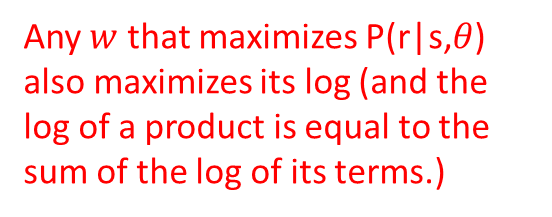 Any w that maximizes P(r|s,θ)
also maximizes its log (and the
log of a product is equal to the
sum of the log of its terms.)